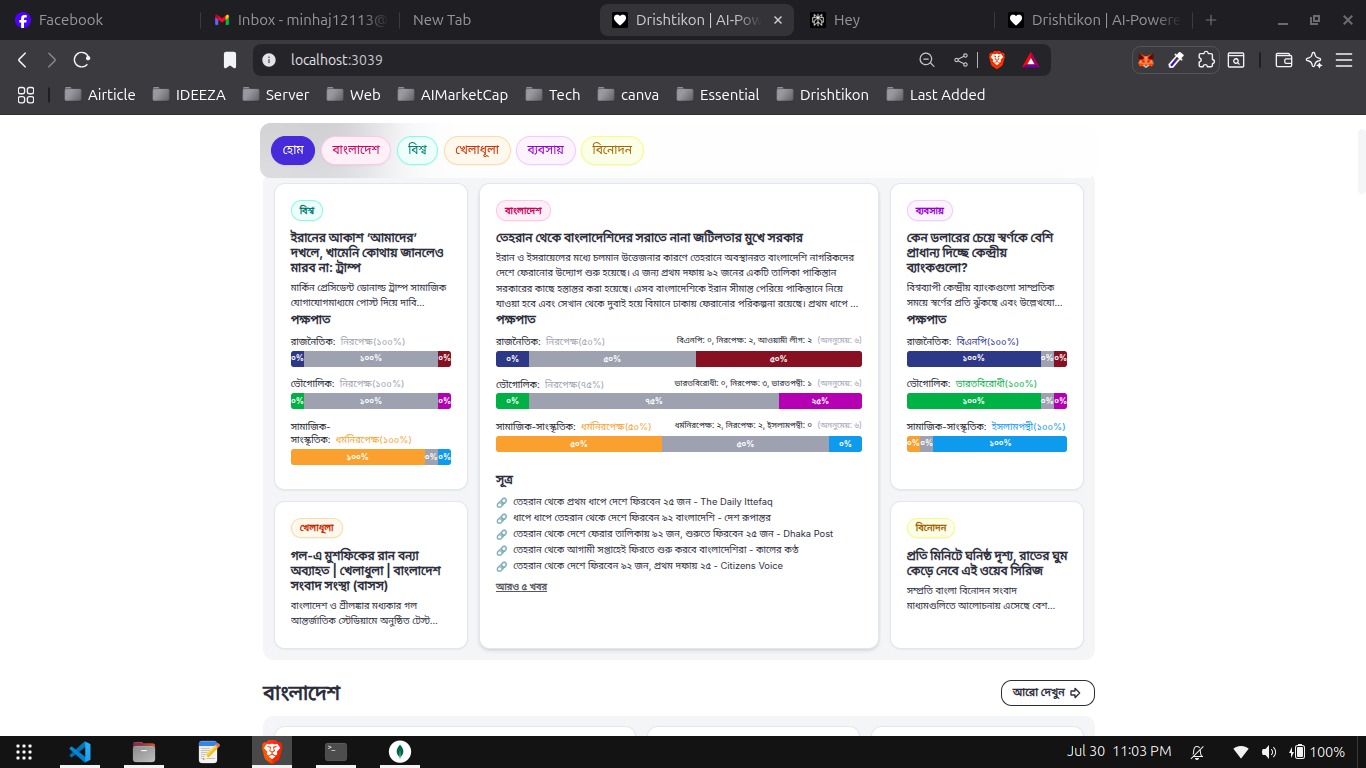 Facebook
Inbox - minhaj12113@
New Tab
Drishtikon | AI-Pow
Hey
Drishtikon | AI-Powere
localhost:3039
Airticle
IDEEZA
Server
Web
AIMarketCap
Tech
canva
Essential
Drishtikon
Last Added
হোম
বাংলাদেশ
বিশ্ব
খেলাধূলা
ব্যবসায়
বিনোদন
বিশ্ব
ইরানের আকাশ ‘আমাদের’
দখলে, খামেনি কোথায় জানলেও
মারব না: ট্রাম্প
মার্কিন প্রেসিডেন্ট ডোনাল্ড ট্রাম্প সামাজিক
যোগাযোগমাধ্যমে পোস্ট দিয়ে দাবি...
পক্ষপাত
রাজনৈতিক: নিরপেক্ষ(১০০%)
০% ১০০% ০%
ভৌগোলিক: নিরপেক্ষ(১০০%)
০% ১০০% ০%
সামাজিক-
সাংস্কৃতিক: ধর্মনিরপেক্ষ(১০০%)
১০০% ০% ০%
খেলাধূলা
গল-এ মুশফিকের রান বন্যা
অব্যাহত | খেলাধুলা | বাংলাদেশ
সংবাদ সংস্থা (বাসস)
বাংলাদেশ ও শ্রীলঙ্কার মধ্যকার গল
আন্তর্জাতিক স্টেডিয়ামে অনুষ্ঠিত টেস্ট...
বাংলাদেশ
তেহরান থেকে বাংলাদেশিদের সরাতে নানা জটিলতার মুখে সরকার
ইরান ও ইসরায়েলের মধ্যে চলমান উত্তেজনার কারণে তেহরানে অবস্থানরত বাংলাদেশি নাগরিকদের
দেশে ফেরানোর উদ্যোগ শুরু হয়েছে। এ জন্য প্রথম দফায় ৯২ জনের একটি তালিকা পাকিস্তান
সরকারের কাছে হস্তান্তর করা হয়েছে। এসব বাংলাদেশিকে ইরান সীমান্ত পেরিয়ে পাকিস্তানে নিয়ে
যাওয়া হবে এবং সেখান থেকে দুবাই হয়ে বিমানে ঢাকায় ফেরানোর পরিকল্পনা রয়েছে। প্রথম ধাপে ...
পক্ষপাত
রাজনৈতিক: নিরপেক্ষ(৫০%) বিএনপি: ০, নিরপেক্ষ: ২, আওয়ামী লীগ: ২ (অননুমেয়: ৬)
০% ৫০% ৫০%
ভৌগোলিক: নিরপেক্ষ(৭৫%) ভারতবিরোধী: ০, নিরপেক্ষ: ৩, ভারতপন্থী: ১ (অননুমেয়: ৬)
০% ৭৫% ২৫%
সামাজিক-সাংস্কৃতিক: ধর্মনিরপেক্ষ(৫০%) ধর্মনিরপেক্ষ: ২, নিরপেক্ষ: ২, ইসলামপন্থী: ০ (অননুমেয়: ৬)
৫০% ৫০% ০%
সূত্র
তেহরান থেকে প্রথম ধাপে দেশে ফিরবেন ২৫ জন - The Daily Ittefaq
ধাপে ধাপে তেহরান থেকে দেশে ফিরবেন ৯২ বাংলাদেশি - দেশ রূপান্তর
তেহরান থেকে দেশে ফেরার তালিকায় ৯২ জন, শুরুতে ফিরবেন ২৫ জন - Dhaka Post
তেহরান থেকে আগামী সপ্তাহেই ফিরতে শুরু করবে বাংলাদেশিরা - কালের কণ্ঠ
তেহরান থেকে দেশে ফিরবেন ৯২ জন, প্রথম দফায় ২৫ - Citizens Voice
আরও ৫ খবর
ব্যবসায়
কেন ডলারের চেয়ে স্বর্ণকে বেশি
প্রাধান্য দিচ্ছে কেন্দ্রীয়
ব্যাংকগুলো?
বিশ্বব্যাপী কেন্দ্রীয় ব্যাংকগুলো সাম্প্রতিক
সময়ে স্বর্ণের প্রতি ঝুঁকছে এবং উল্লেখযো...
পক্ষপাত
রাজনৈতিক: বিএনপি(১০০%)
১০০% ০% ০%
ভৌগোলিক: ভারতবিরোধী(১০০%)
১০০% ০% ০%
সামাজিক-সাংস্কৃতিক: ইসলামপন্থী(১০০%)
০% ০% ১০০%
বিনোদন
প্রতি মিনিটে ঘনিষ্ঠ দৃশ্য, রাতের ঘুম
কেড়ে নেবে এই ওয়েব সিরিজ
সম্প্রতি বাংলা বিনোদন সংবাদ
মাধ্যমগুলিতে আলোচনায় এসেছে বেশ...
বাংলাদেশ
আরো দেখুন
Jul 30 11:03 PM
100%